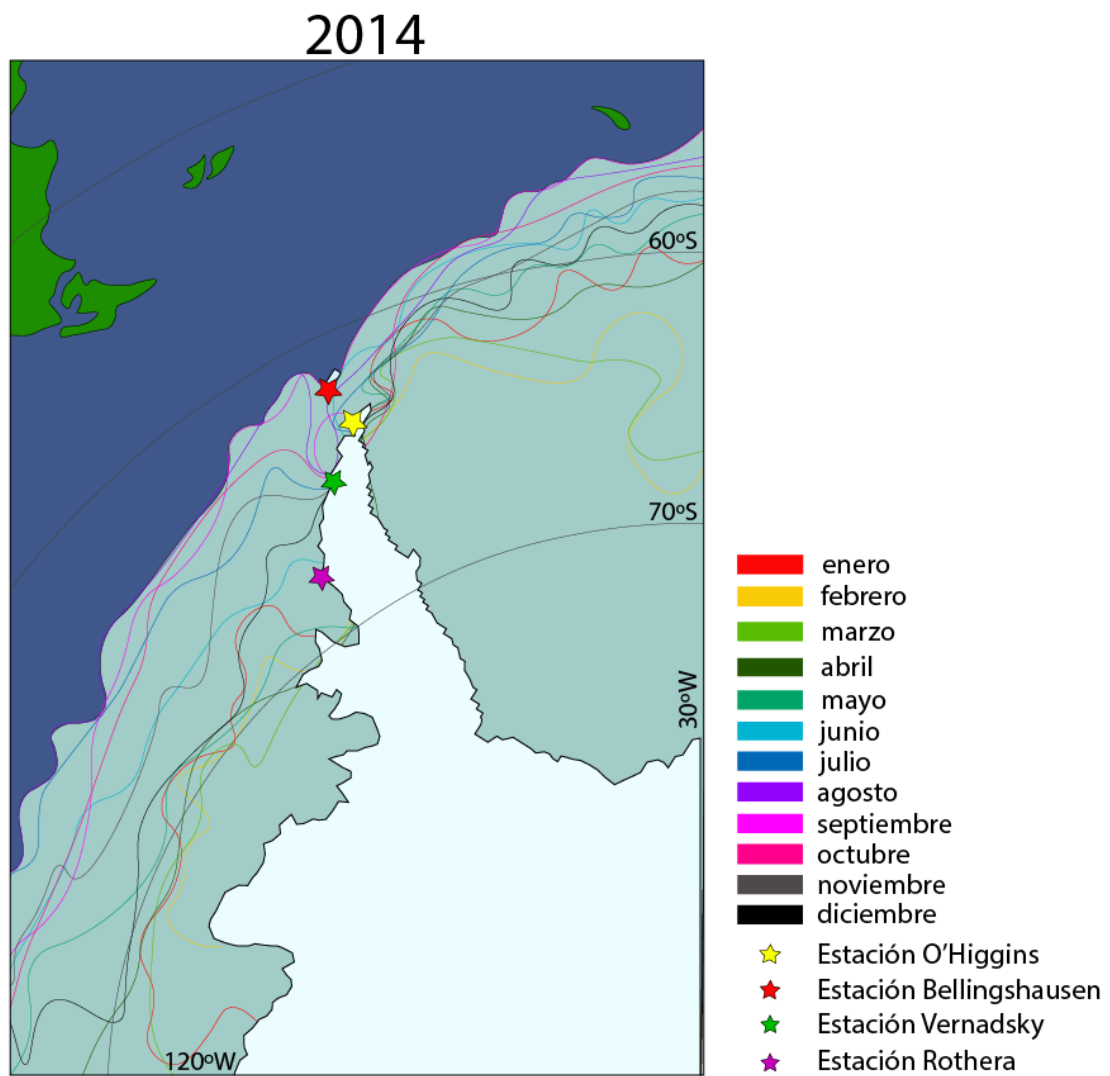 2014
60ºS
70ºS
30ºW
120ºW
enero
febrero
marzo
abril
mayo
junio
julio
agosto
septiembre
octubre
noviembre
diciembre
Estación O'Higgins
Estación Bellingshausen
Estación Vernadsky
Estación Rothera